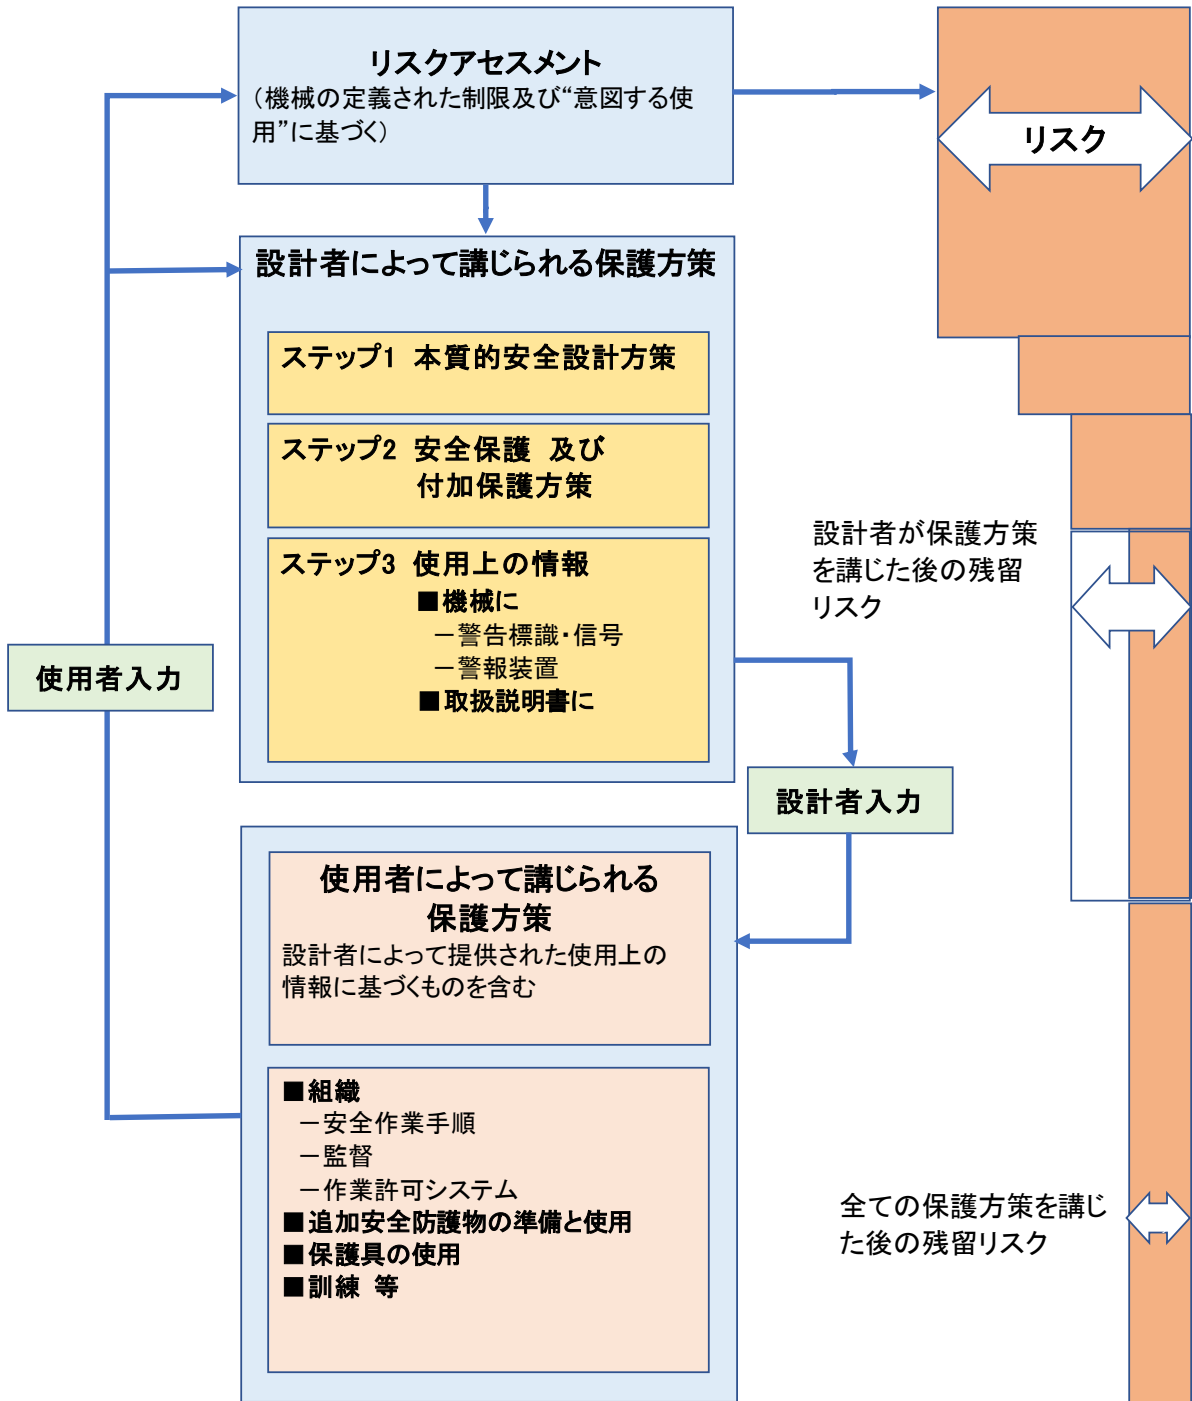 リスクアセスメント
（機械の定義された制限及び“意図する使
用”に基づく）
リスク
設計者によって講じられる保護方策
ステップ1 本質的安全設計方策
ステップ2 安全保護 及び
付加保護方策
ステップ3 使用上の情報
■機械に
－警告標識・信号
－警報装置
■取扱説明書に
設計者が保護方策
を講じた後の残留
リスク
使用者入力
設計者入力
使用者によって講じられる
保護方策
設計者によって提供された使用上の
情報に基づくものを含む
■組織
－安全作業手順
－監督
－作業許可システム
■追加安全防護物の準備と使用
■保護具の使用
■訓練 等
全ての保護方策を講じ
た後の残留リスク